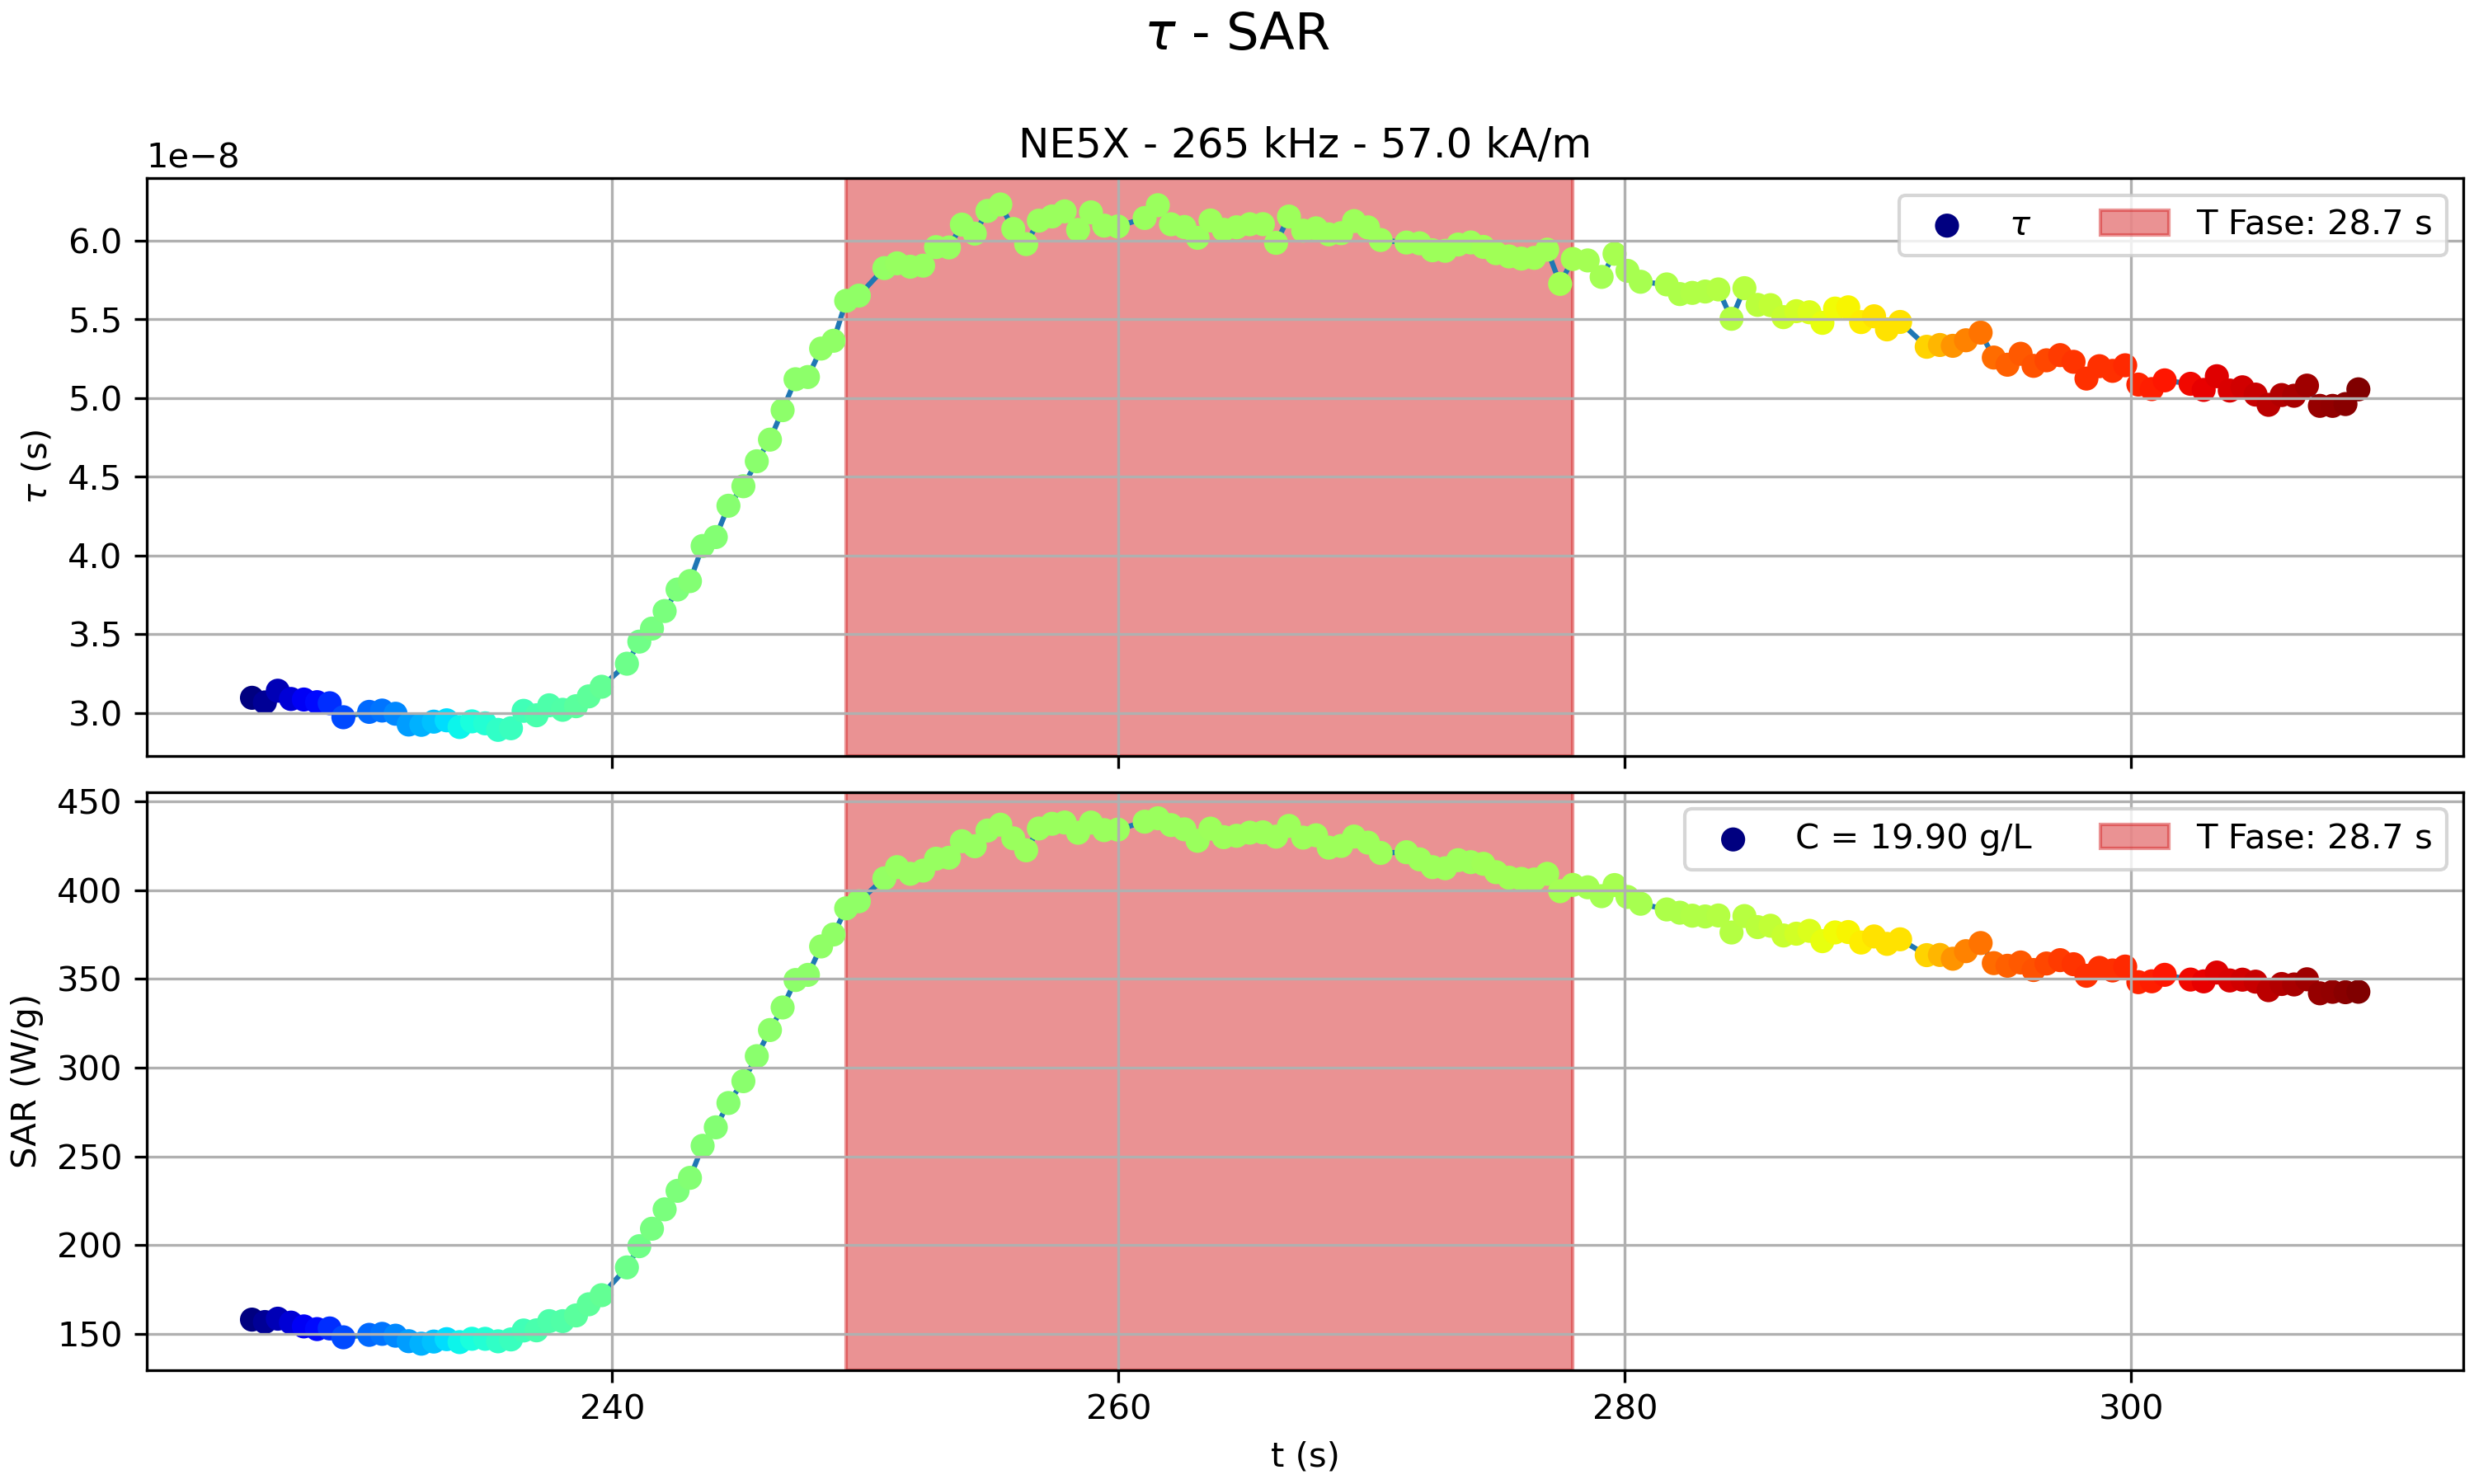 τ - SAR
NE5X - 265 kHz - 57.0 kA/m
1e−8
τ
T Fase: 28.7 s
6.0
5.5
5.0
4.5
4.0
3.5
3.0
τ (s)
C = 19.90 g/L
T Fase: 28.7 s
450
400
350
300
250
200
150
SAR (W/g)
240 260 280 300
t (s)